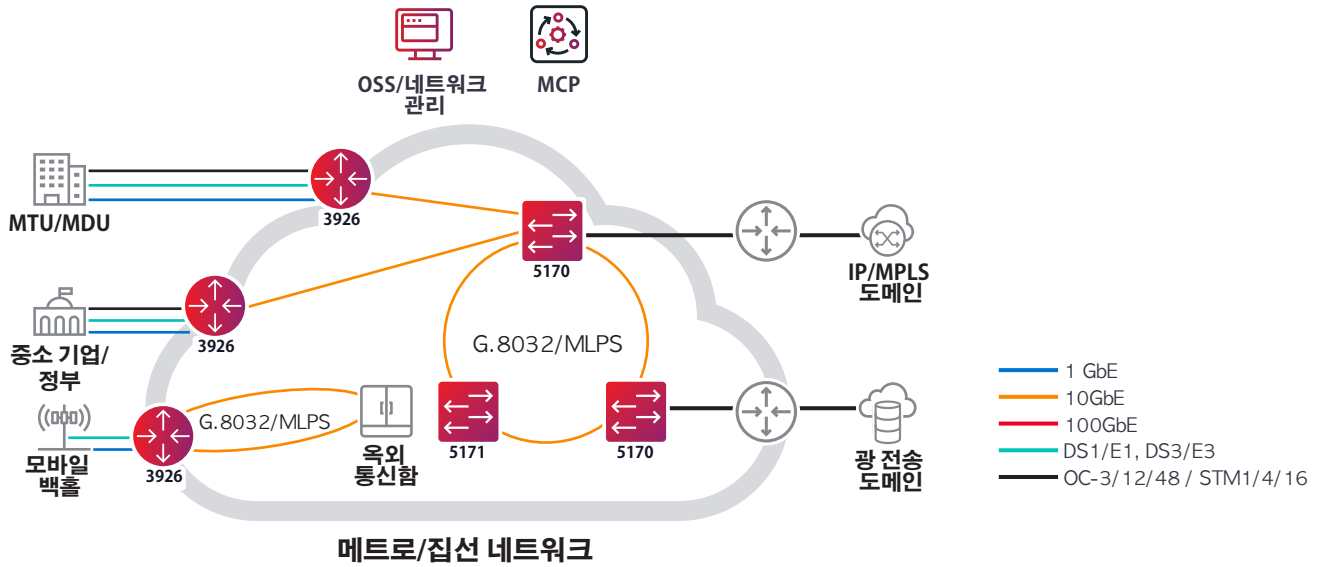 OSS/네트워크
관리
MCP
MTU/MDU
3926
5170
IP/MPLS
도메인
중소 기업/
정부
3926
G.8032/MLPS
1 GbE
10GbE
100GbE
DS1/E1, DS3/E3
OC-3/12/48 / STM1/4/16
모바일
백홀
3926
G.8032/MLPS
옥외
통신함
5171
5170
광 전송
도메인
메트로/집선 네트워크